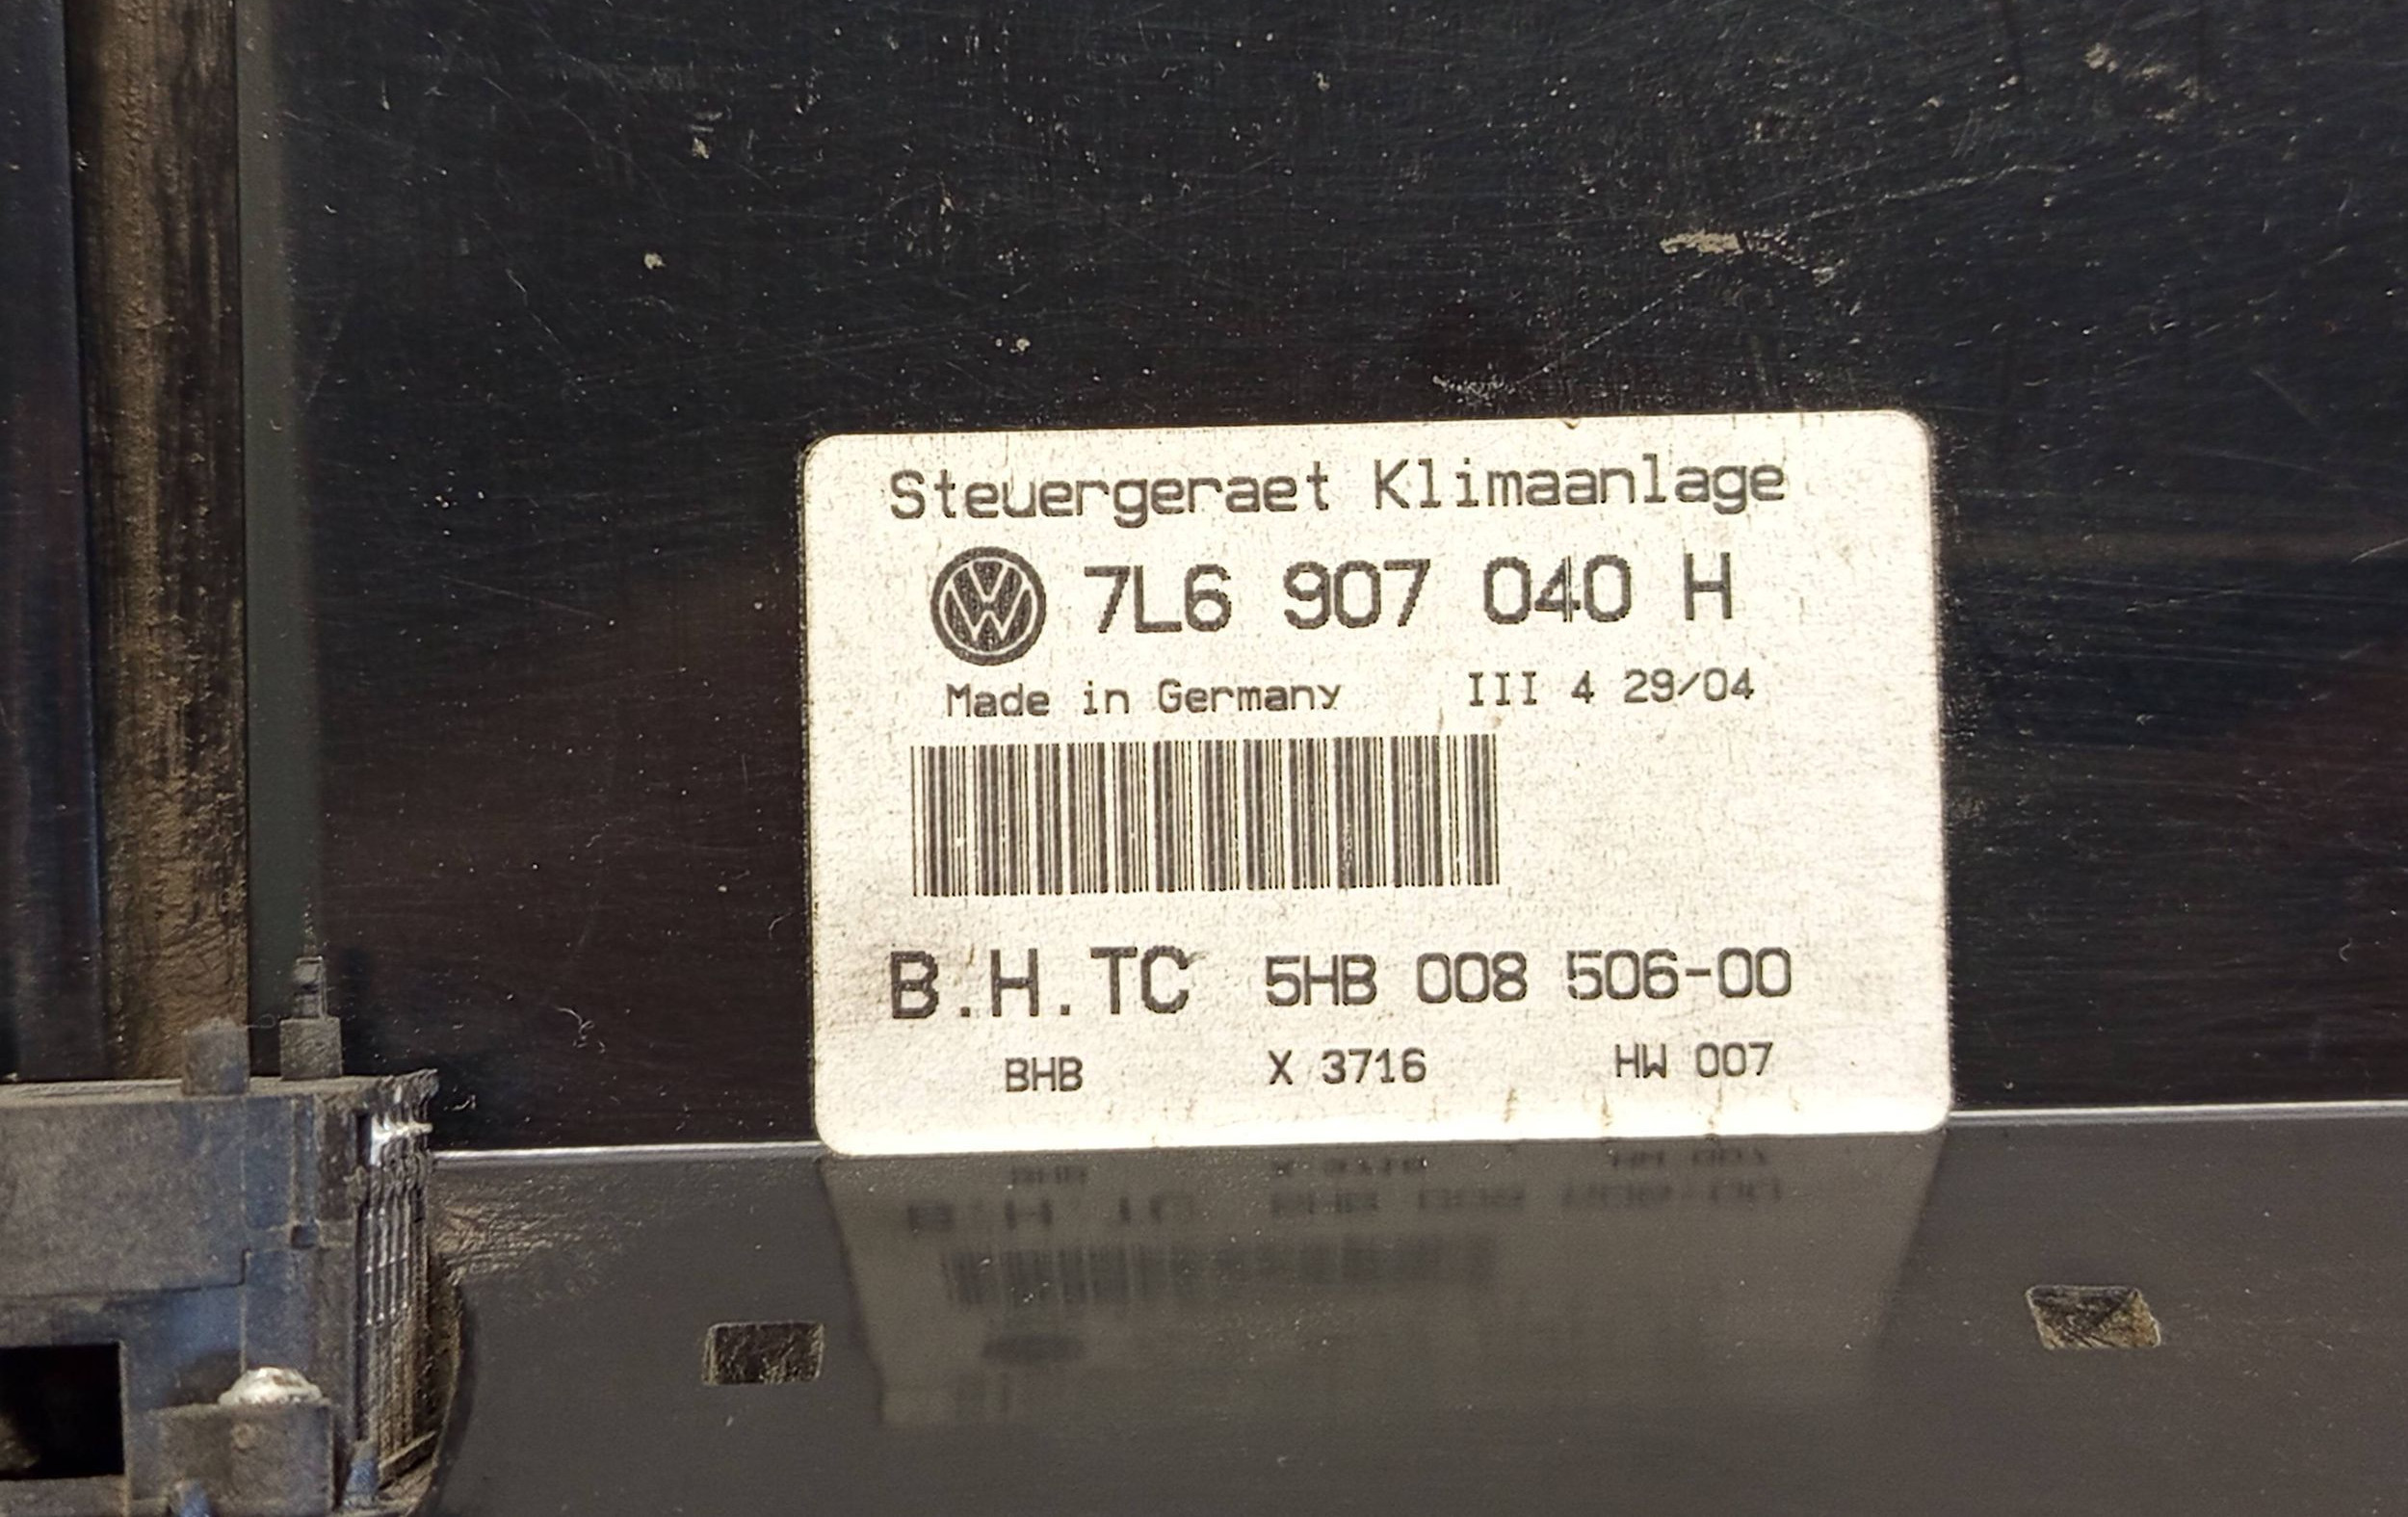 Steuergeraet Klimaanlage
7L6 907 040 H
Made in Germany III 4 29/04
B.H.TC 5HB 008 506-00
BHB X 3716 HW 007